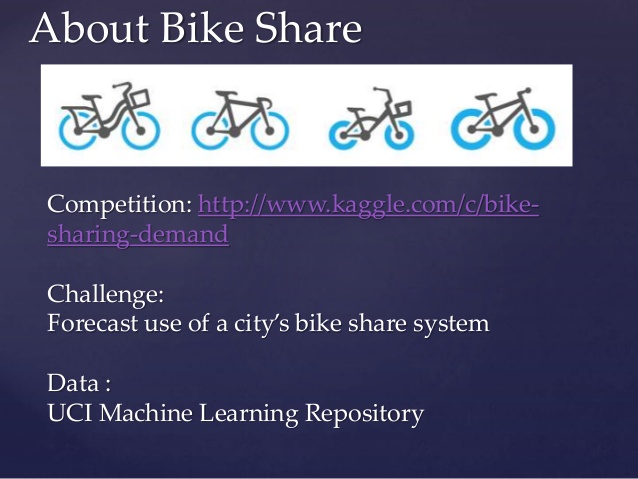 About Bike Share
Competition: http://www.kaggle.com/c/bike-
sharing-demand
Challenge:
Forecast use of a city’s bike share system
Data :
UCI Machine Learning Repository